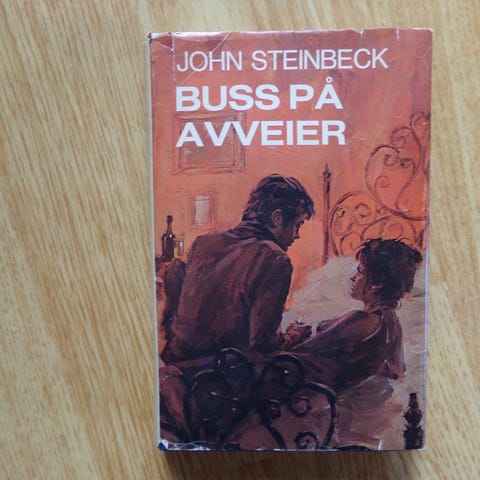 JOHN STEINBECK
BUSS PÅ
AVVEIER